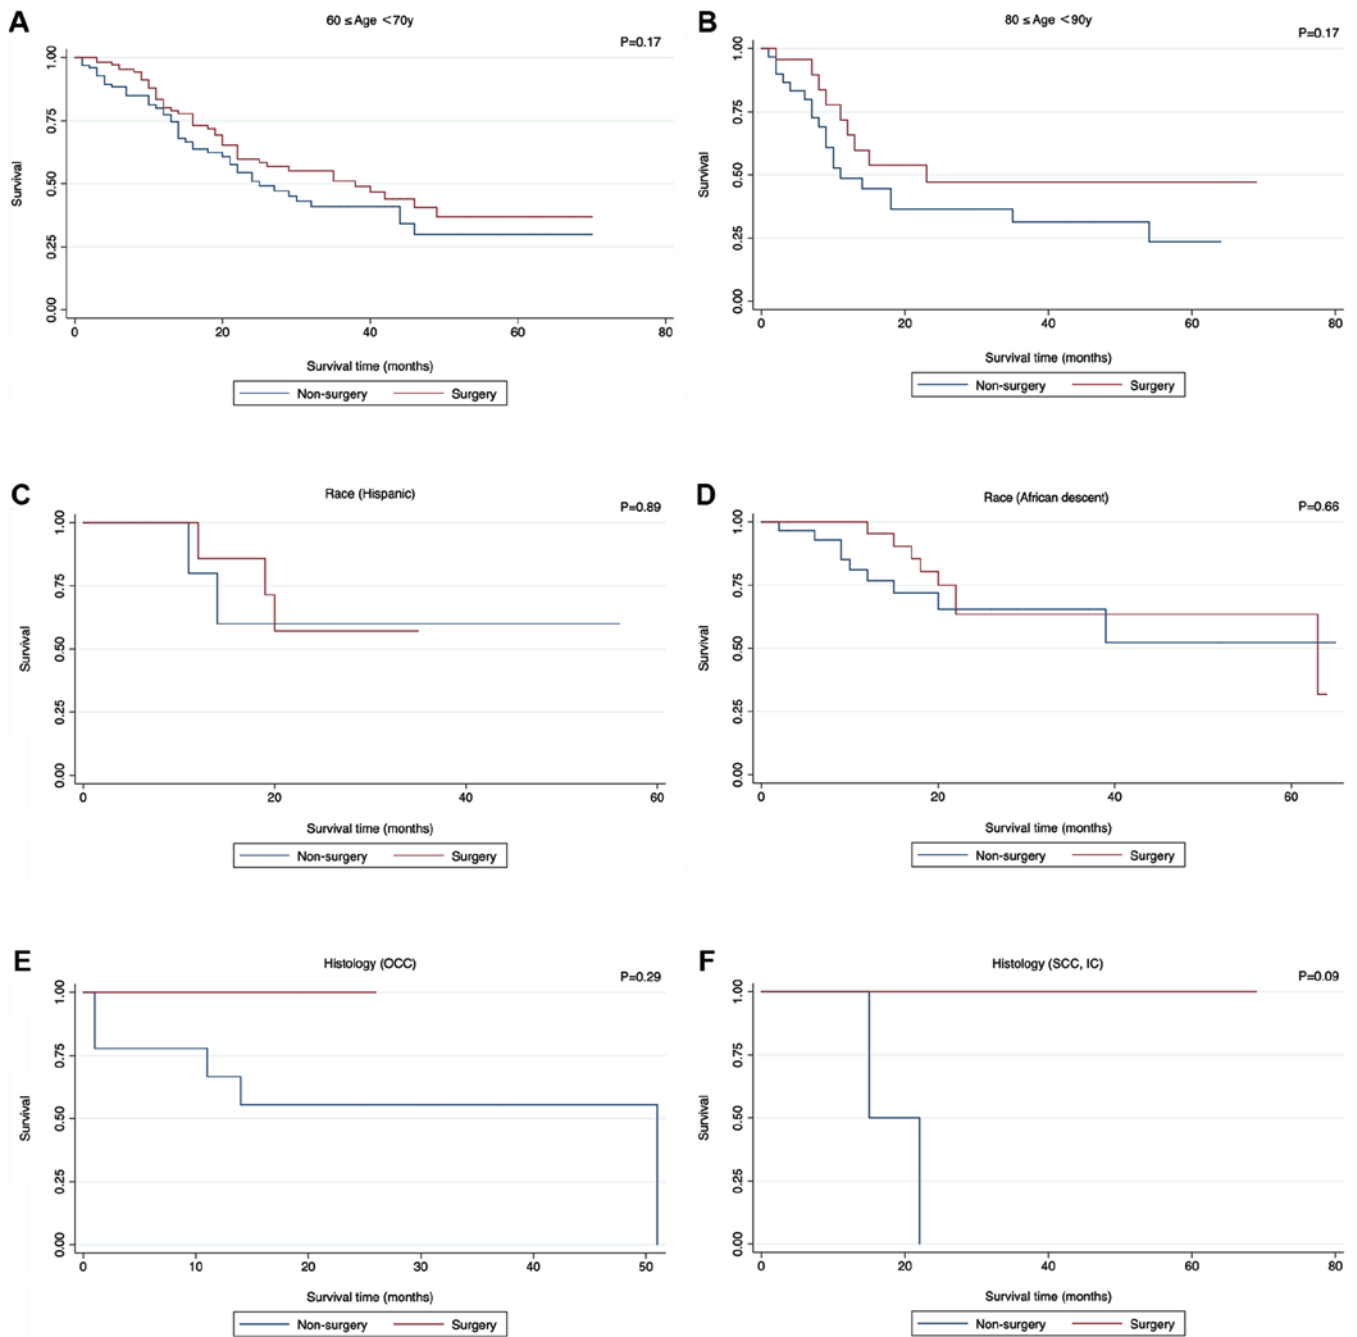 A
60 ≤ Age <70y
P=0.17
Survival
1.00
0.75
0.50
0.25
0.00
0 20 40 60 80
Survival time (months)
Non-surgery Surgery
B
80 ≤ Age <90y
P=0.17
Survival
1.00
0.75
0.50
0.25
0.00
0 20 40 60 80
Survival time (months)
Non-surgery Surgery
C
Race (Hispanic)
P=0.89
Survival
1.00
0.75
0.50
0.25
0.00
0 20 40 60
Survival time (months)
Non-surgery Surgery
D
Race (African descent)
P=0.66
Survival
1.00
0.75
0.50
0.25
0.00
0 20 40 60
Survival time (months)
Non-surgery Surgery
E
Histology (OCC)
P=0.29
Survival
1.00
0.75
0.50
0.25
0.00
0 10 20 30 40 50
Survival time (months)
Non-surgery Surgery
F
Histology (SCC, IC)
P=0.09
Survival
1.00
0.75
0.50
0.25
0.00
0 20 40 60 80
Survival time (months)
Non-surgery Surgery